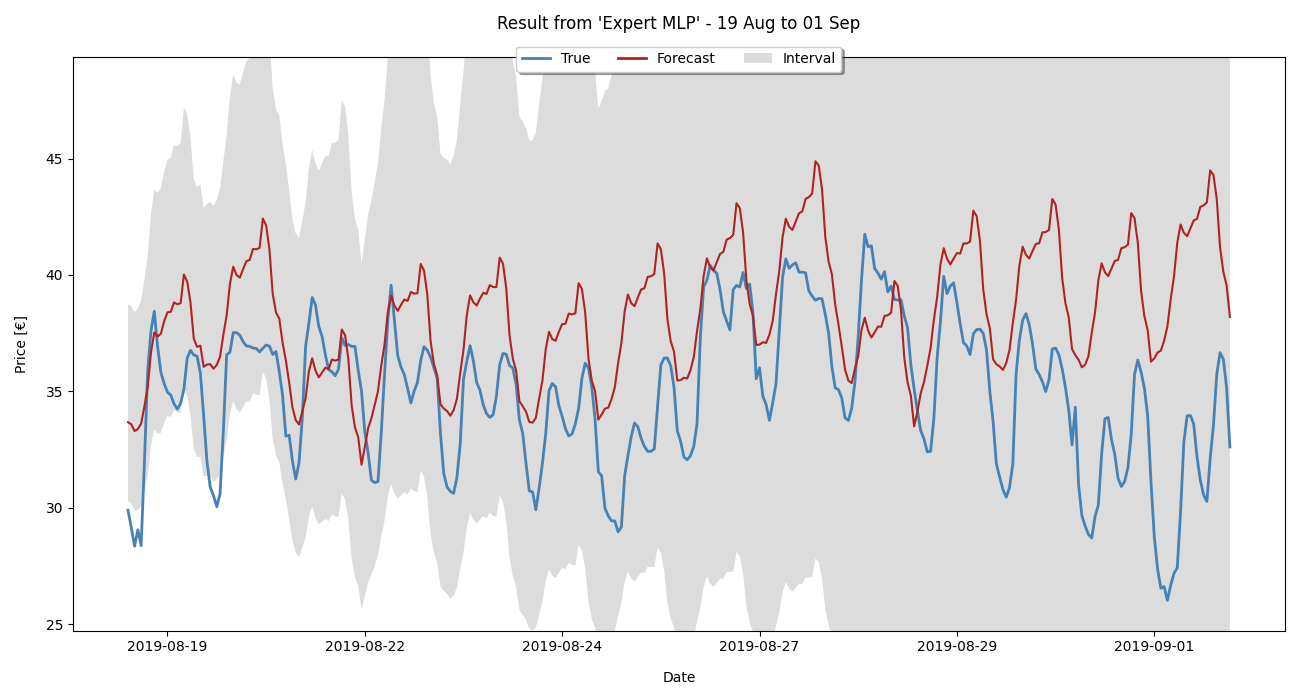 Result from 'Expert MLP' - 19 Aug to 01 Sep
True Forecast Interval
Price [€]
45
40
35
30
25
2019-08-19 2019-08-22 2019-08-24 2019-08-27 2019-08-29 2019-09-01
Date